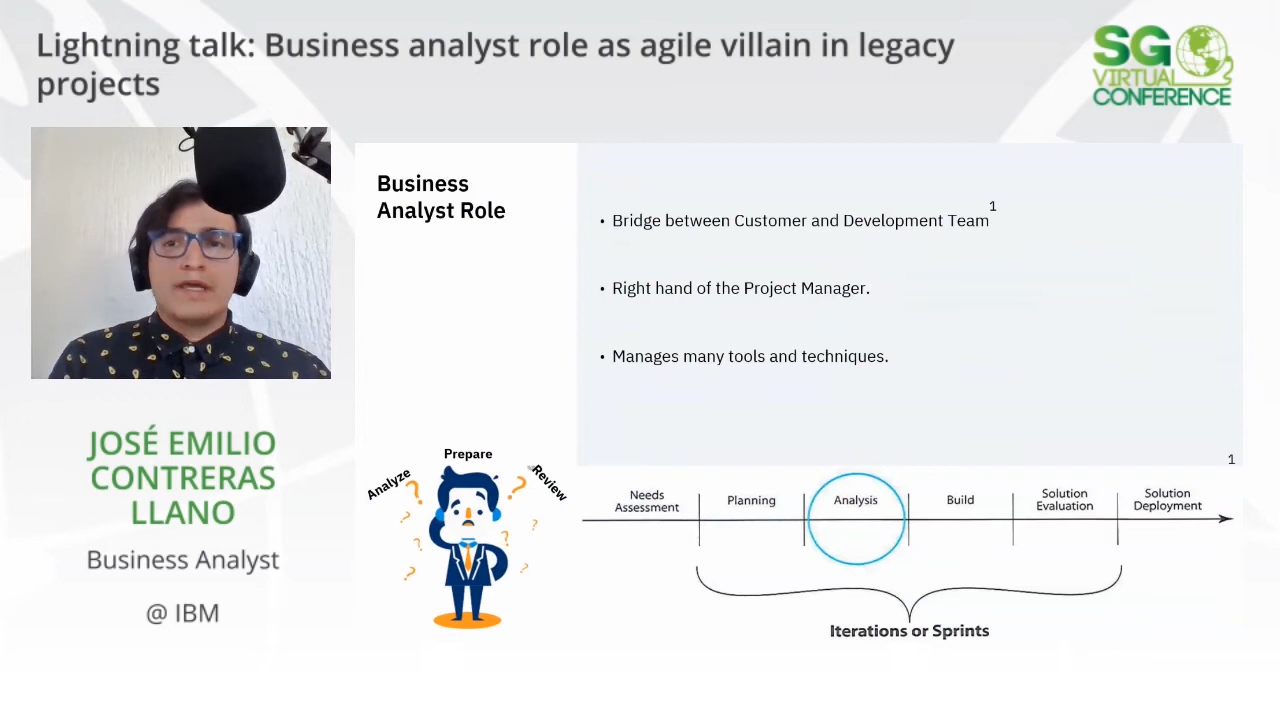 Lightning talk: Business analyst role as agile villain in legacy
projects
SG
VIRTUAL
CONFERENCE
JOSÉ EMILIO
CONTRERAS
LLANO
Business Analyst
@ IBM
Business
Analyst Role
• Bridge between Customer and Development Team1
• Right hand of the Project Manager.
• Manages many tools and techniques.
1
Analyze
Prepare
Review
Needs
Assessment
Planning
Analysis
Build
Solution
Evaluation
Solution
Deployment
Iterations or Sprints